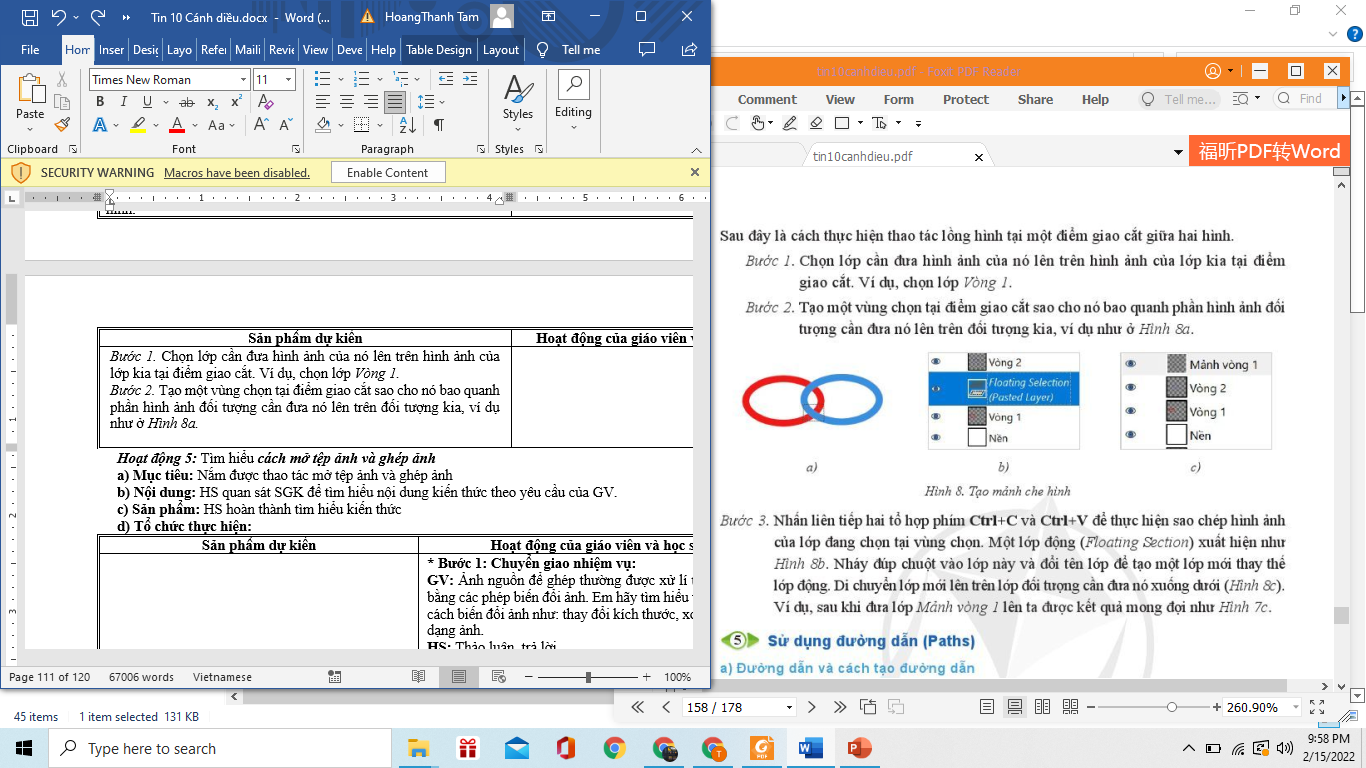 Tin 10 Cánh diều.docx - Word (...
HoangThanh Tam
File
Hom
Inser
Desig
Layo
Refer
Maili
Revie
View
Deve
Help
Table Design
Layout
Tell me
Times New Roman
11
Paste
Styles
Editing
Clipboard
Font
Paragraph
Styles
SECURITY WARNING Macros have been disabled.
Enable Content
1 2 3 4 5 6
Sản phẩm dự kiến
Hoạt động của giáo viên v
Bước 1. Chọn lớp cần đưa hình ảnh của nó lên trên hình ảnh của
lớp kia tại điểm giao cắt. Ví dụ, chọn lớp Vòng 1.
Bước 2. Tạo một vùng chọn tại điểm giao cắt sao cho nó bao quanh
phần hình ảnh đối tượng cần đưa nó lên trên đối tượng kia, ví dụ
như ở Hình 8a.
Hoạt động 5: Tìm hiểu cách mở tệp ảnh và ghép ảnh
a) Mục tiêu: Nắm được thao tác mở tệp ảnh và ghép ảnh
b) Nội dung: HS quan sát SGK để tìm hiểu nội dung kiến thức theo yêu cầu của GV.
c) Sản phẩm: HS hoàn thành tìm hiểu kiến thức
d) Tổ chức thực hiện:
Sản phẩm dự kiến
Hoạt động của giáo viên và học s
* Bước 1: Chuyển giao nhiệm vụ:
GV: Ảnh nguồn để ghép thường được xử lí t
bằng các phép biến đổi ảnh. Em hãy tìm hiểu
cách biến đổi ảnh như: thay đổi kích thước, xo
dạng ảnh.
HS: Thảo luận, trả lời
Page 111 of 120
67006 words
Vietnamese
100%
45 items
1 item selected 131 KB
tin10canhdieu.pdf - Foxit PDF Reader
Comment
View
Form
Protect
Share
Help
Tell me...
Find
tin10canhdieu.pdf
福昕PDF转Word
Sau đây là cách thực hiện thao tác lồng hình tại một điểm giao cắt giữa hai hình.
Bước 1. Chọn lớp cần đưa hình ảnh của nó lên trên hình ảnh của lớp kia tại điểm
giao cắt. Ví dụ, chọn lớp Vòng 1.
Bước 2. Tạo một vùng chọn tại điểm giao cắt sao cho nó bao quanh phần hình ảnh đối
tượng cần đưa nó lên trên đối tượng kia, ví dụ như ở Hình 8a.
Vòng 2
Floating Selection
(Pasted Layer)
Vòng 1
Nền
Mảnh vòng 1
Vòng 2
Vòng 1
Nền
a)
b)
c)
Hình 8. Tạo mảnh che hình
Bước 3. Nhấn liên tiếp hai tổ hợp phím Ctrl+C và Ctrl+V để thực hiện sao chép hình ảnh
của lớp đang chọn tại vùng chọn. Một lớp động (Floating Section) xuất hiện như
Hình 8b. Nháy đúp chuột vào lớp này và đổi tên lớp để tạo một lớp mới thay thế
lớp động. Di chuyển lớp mới lên trên lớp đối tượng cần đưa nó xuống dưới (Hình 8c).
Ví dụ, sau khi đưa lớp Mảnh vòng 1 lên ta được kết quả mong đợi như Hình 7c.
5 Sử dụng đường dẫn (Paths)
a) Đường dẫn và cách tạo đường dẫn
158 / 178
260.90%
Type here to search
9:58 PM
2/15/2022